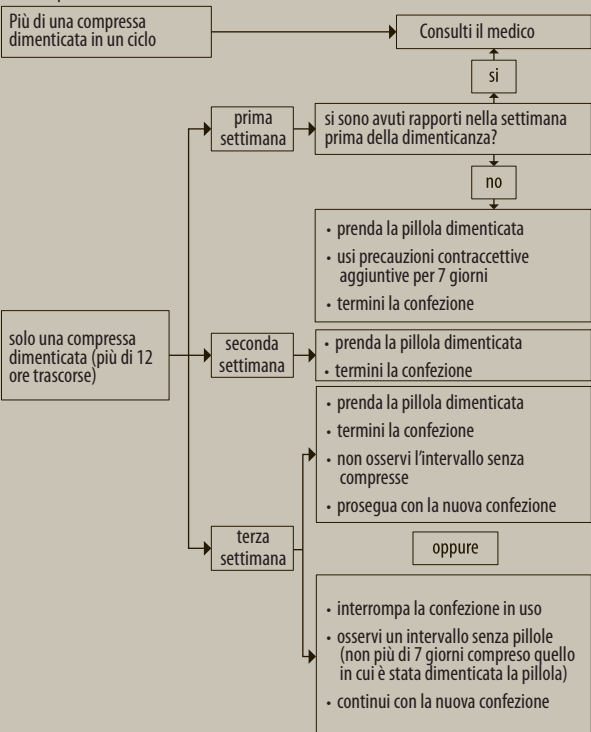 Più di una compressa
dimenticata in un ciclo
Consulti il medico
si
prima
settimana
si sono avuti rapporti nella settimana
prima della dimenticanza?
no
• prenda la pillola dimenticata
• usi precauzioni contraccettive
aggiuntive per 7 giorni
• termini la confezione
solo una compressa
dimenticata (più di 12
ore trascorse)
seconda
settimana
• prenda la pillola dimenticata
• termini la confezione
• prenda la pillola dimenticata
• termini la confezione
• non osservi l'intervallo senza
compresse
• prosegua con la nuova confezione
terza
settimana
oppure
• interrompa la confezione in uso
• osservi un intervallo senza pillole
(non più di 7 giorni compreso quello
in cui è stata dimenticata la pillola)
• continui con la nuova confezione